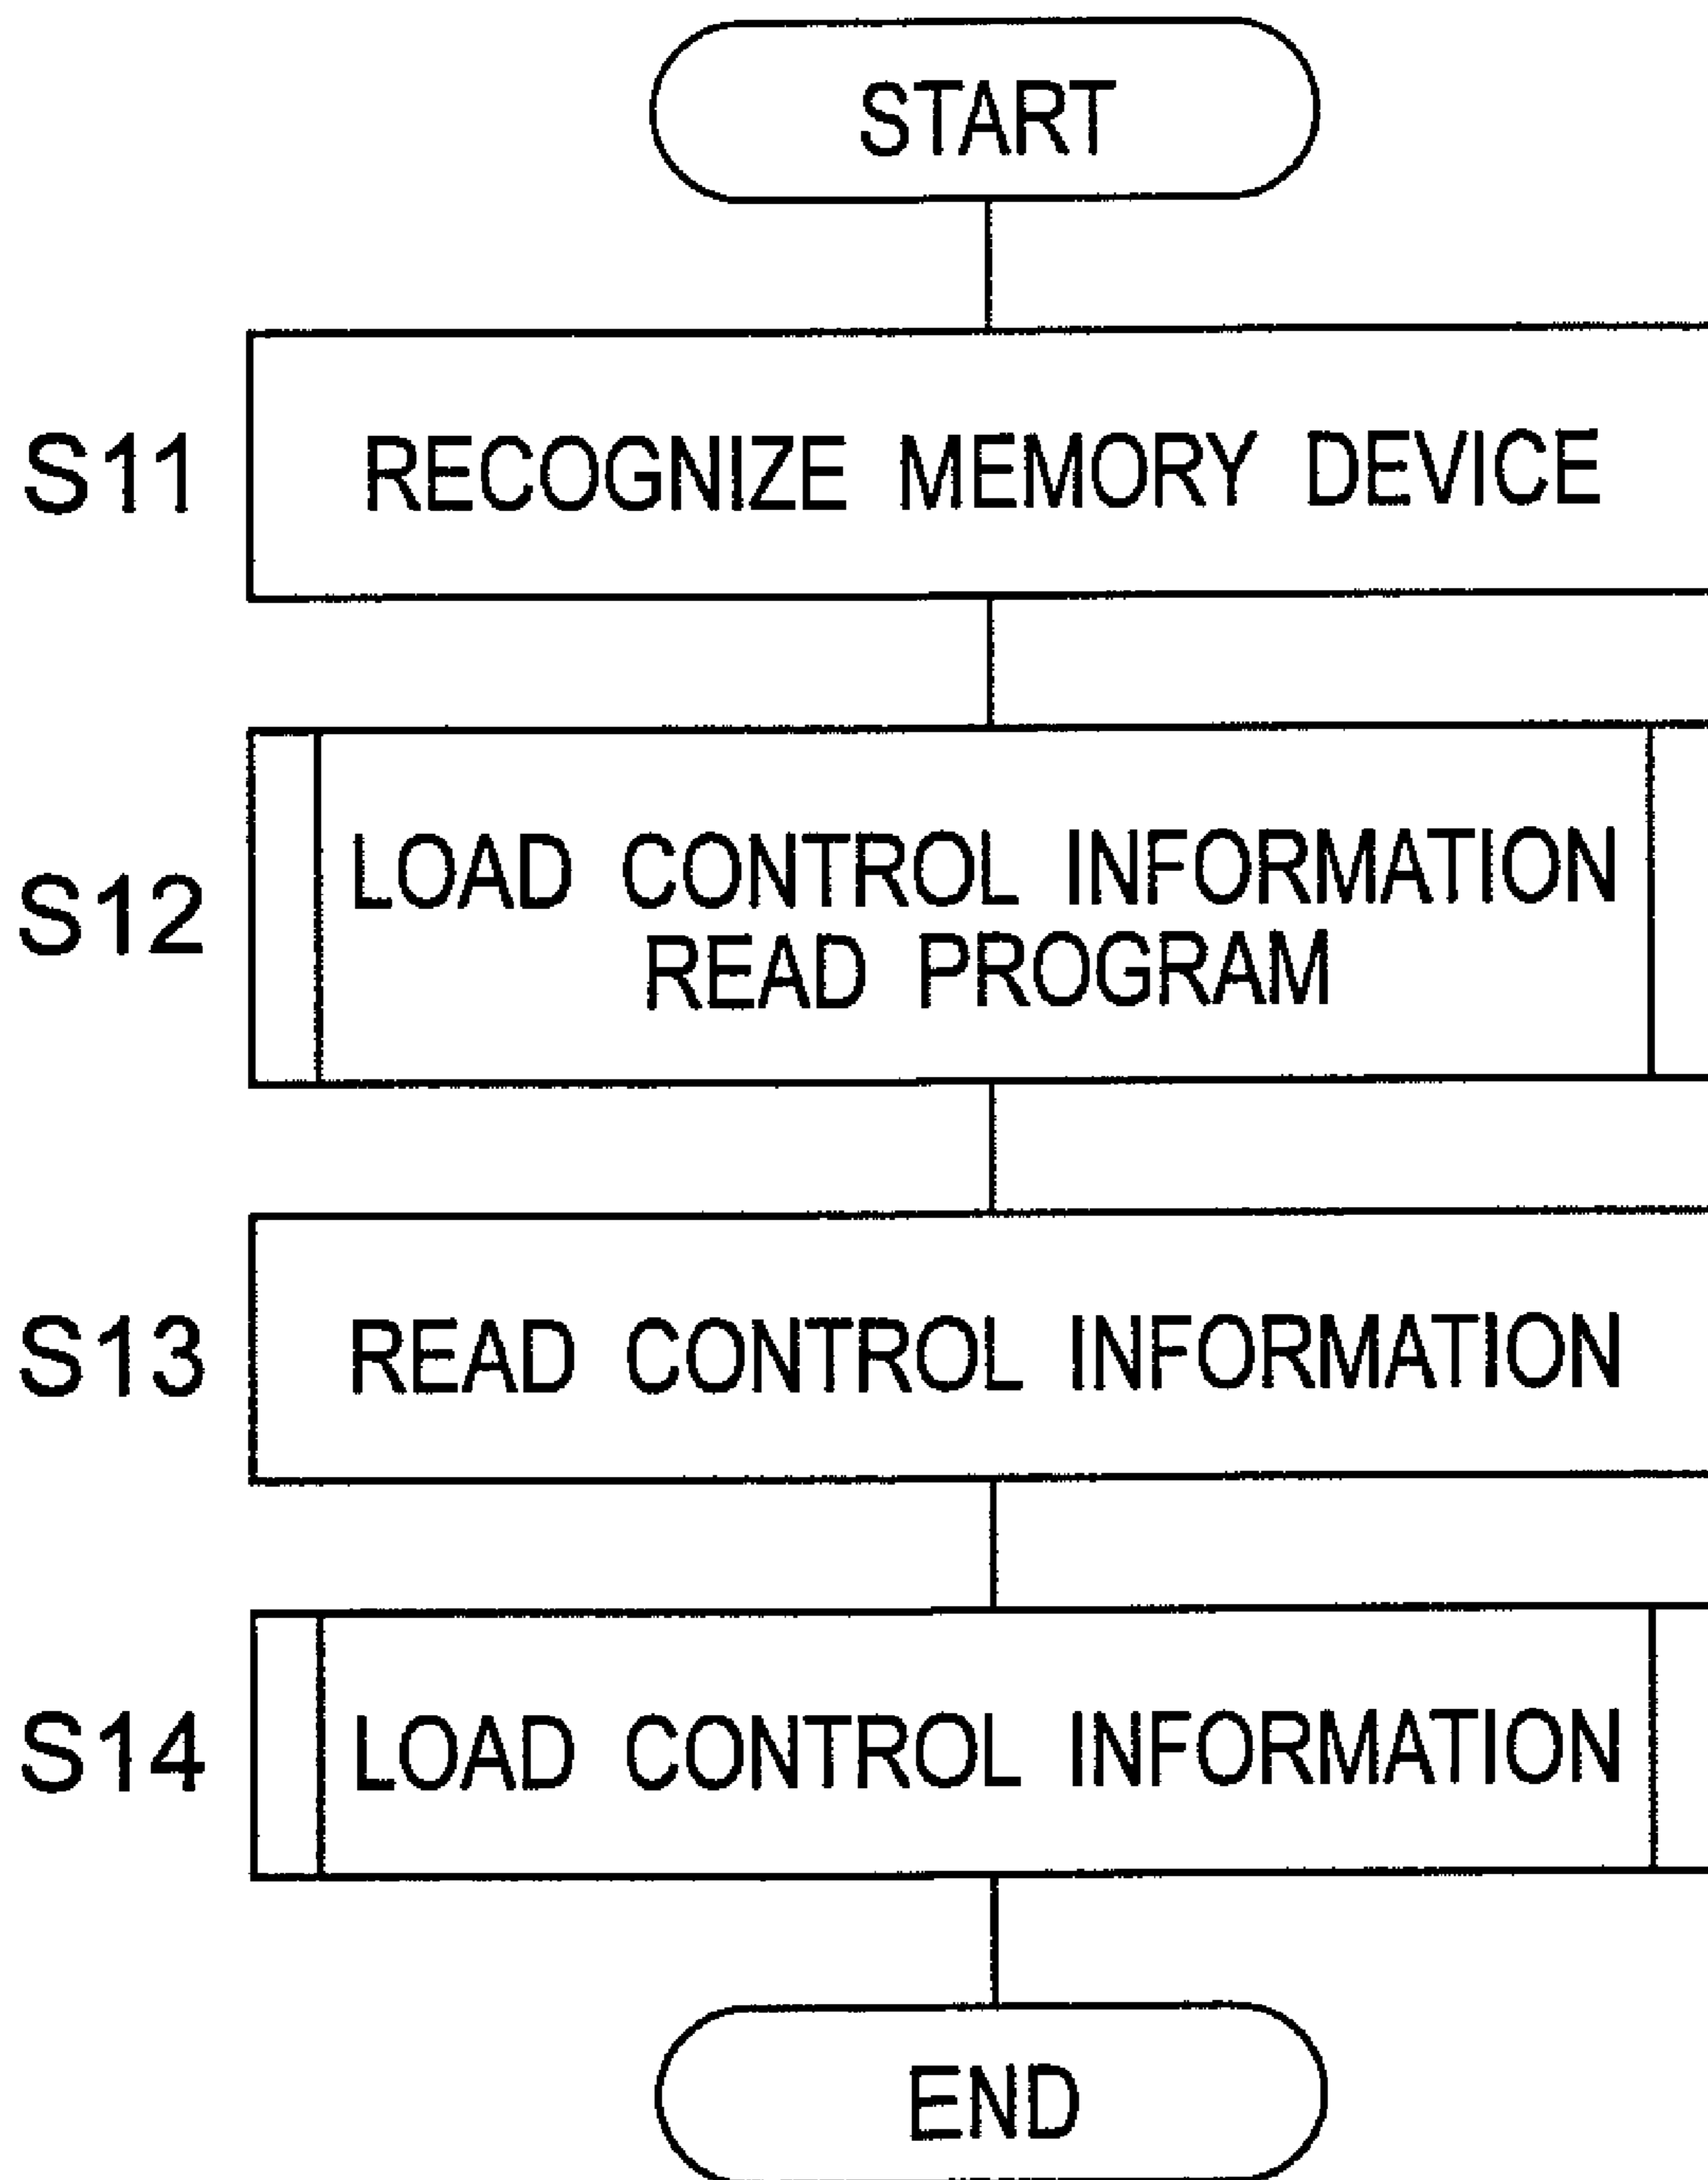 START
S11 RECOGNIZE MEMORY DEVICE
S12 LOAD CONTROL INFORMATION
READ PROGRAM
S13 READ CONTROL INFORMATION
S14 LOAD CONTROL INFORMATION
END